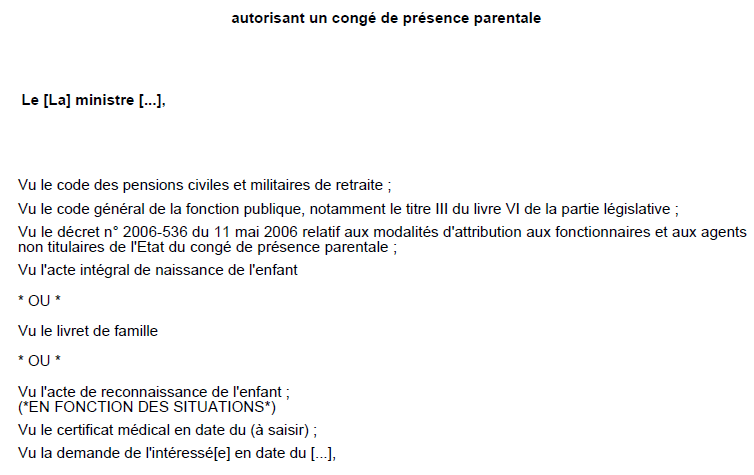 autorisant un congé de présence parentale
Le [La] ministre [...],
Vu le code des pensions civiles et militaires de retraite ;
Vu le code général de la fonction publique, notamment le titre III du livre VI de la partie législative ;
Vu le décret n° 2006-536 du 11 mai 2006 relatif aux modalités d'attribution aux fonctionnaires et aux agents
non titulaires de l'Etat du congé de présence parentale ;
Vu l'acte intégral de naissance de l'enfant
* OU *
Vu le livret de famille
* OU *
Vu l'acte de reconnaissance de l'enfant ;
(*EN FONCTION DES SITUATIONS*)
Vu le certificat médical en date du (à saisir) ;
Vu la demande de l'intéressé[e] en date du [...],